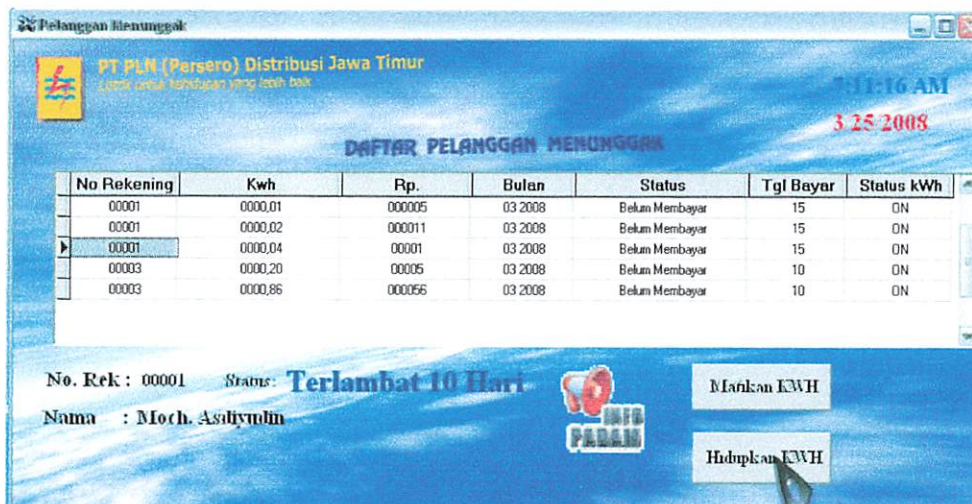 Pelanggan Menunggak
PT PLN (Persero) Distribusi Jawa Timur
Listrik untuk kehidupan yang lebih baik
7:11:16 AM
3 25 2008
DAFTAR PELANGGAN MENUNGGAK
No Rekening Kwh Rp. Bulan Status Tgl Bayar Status kWh
00001 0000,01 000005 03 2008 Belum Membayar 15 ON
00001 0000,02 000011 03 2008 Belum Membayar 15 ON
00001 0000,04 00001 03 2008 Belum Membayar 15 ON
00003 0000,20 00005 03 2008 Belum Membayar 10 ON
00003 0000,86 000056 03 2008 Belum Membayar 10 ON
No. Rek : 00001 Status: Terlambat 10 Hari
Nama : Moch.
INFO
PADAM
Matikan KWH
Hidupkan KWH